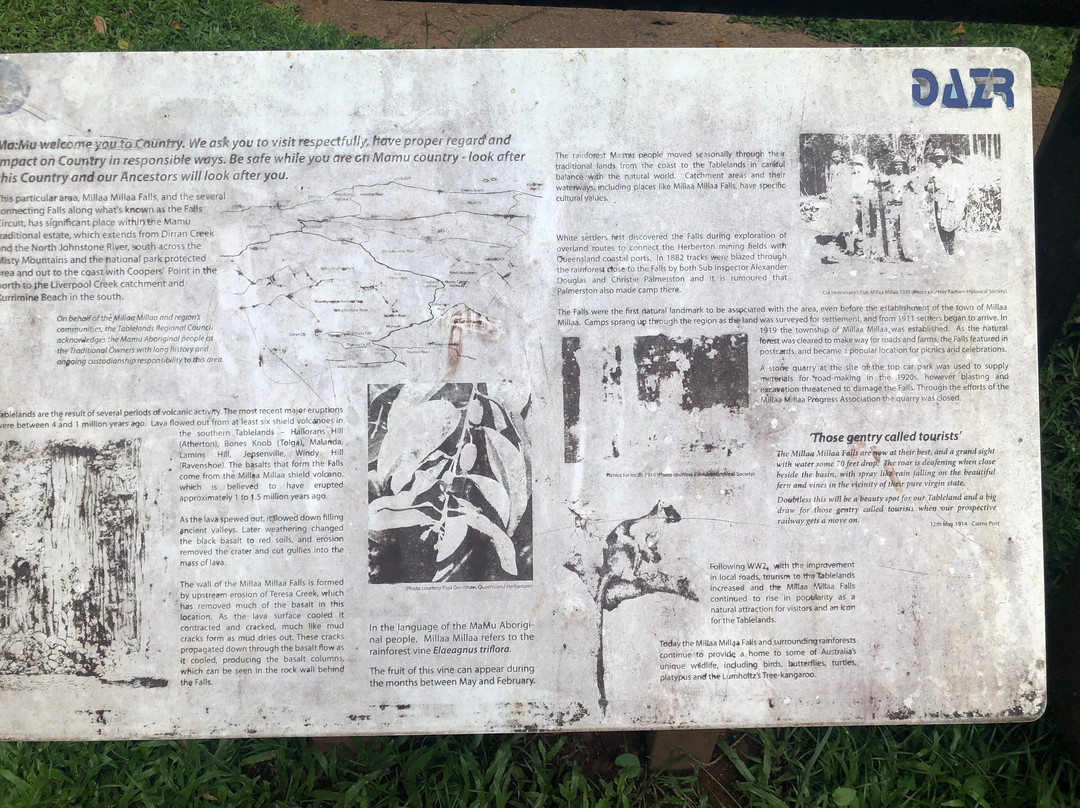 DAZR
Ma:Mu welcome you to Country. We ask you to visit respectfully, have proper regard and
mpact on Country in responsible ways. Be safe while you are on Mamu country - look after
his Country and our Ancestors will look after you.
his particular area, Millaa Millaa Falls, and the several
onnecting Falls along what's known as the Falls
Circuit, has significant place within the Mamu
raditional estate, which extends from Dirran Creek
nd the North Johnstone River, south across the
Misty Mountains and the national park protected
rea and out to the coast with Coopers' Point in the
orth to the Liverpool Creek catchment and
urrimine Beach in the south.
On behalf of the Millaa Millaa and region's
communities, the Tablelands Regional Council
acknowledges the Mamu Aboriginal people as
the Traditional Owners with long history and
ongoing custodianship responsibility to this area.
ablelands are the result of several periods of volcanic activity. The most recent major eruptions
ere between 4 and 1 million years ago. Lava flowed out from at least six shield volcanoes in
the southern Tablelands - Hallorans Hill
(Atherton), Bones Knob (Tolga), Malanda,
Lamins Hill, Jepsenville, Windy Hill
(Ravenshoe). The basalts that form the Falls
come from the Millaa Millaa shield volcano,
which is believed to have erupted
approximately 1 to 1.5 million years ago.
As the lava spewed out, it flowed down filling
ancient valleys. Later weathering changed
the black basalt to red soils, and erosion
removed the crater and cut gullies into the
mass of lava.
The wall of the Millaa Millaa Falls is formed
by upstream erosion of Teresa Creek, which
has removed much of the basalt in this
location. As the lava surface cooled it
contracted and cracked, much like mud
cracks form as mud dries out. These cracks
propagated down through the basalt flow as
it cooled, producing the basalt columns,
which can be seen in the rock wall behind
the Falls.
(Photo courtesy Paul Grimshaw, Queensland Herbarium)
In the language of the MaMu Aborigi-
nal people, Millaa Millaa refers to the
rainforest vine Elaeagnus triflora.
The fruit of this vine can appear during
the months between May and February.
The rainforest Ma:mu people moved seasonally through their
traditional lands from the coast to the Tablelands in careful
balance with the natural world. Catchment areas and their
waterways, including places like Millaa Millaa Falls, have specific
cultural values.
White settlers first discovered the Falls during exploration of
overland routes to connect the Herberton mining fields with
Queensland coastal ports. In 1882 tracks were blazed through
the rainforest close to the Falls by both Sub Inspector Alexander
Douglas and Christie Palmerston and it is rumoured that
Palmerston also made camp there.
Col Hennessey's Hut, Millaa Millaa 1930 (Photo courtesy Eacham Historical Society)
The Falls were the first natural landmark to be associated with the area, even before the establishment of the town of Millaa
Millaa. Camps sprang up through the region as the land was surveyed for settlement, and from 1911 settlers began to arrive. In
1919 the township of Millaa Millaa was established. As the natural
forest was cleared to make way for roads and farms, the Falls featured in
postcards, and became a popular location for picnics and celebrations.
A stone quarry at the site of the top car park was used to supply
materials for road-making in the 1920s, however blasting and
excavation threatened to damage the Falls. Through the efforts of the
Millaa Millaa Progress Association the quarry was closed.
'Those gentry called tourists'
The Millaa Millaa Falls are now at their best, and a grand sight
with water some 70 feet drop. The roar is deafening when close
beside the basin, with spray like rain falling on the beautiful
fern and vines in the vicinity of their pure virgin state.
Doubtless this will be a beauty spot for our Tableland and a big
draw for those gentry called tourists when our prospective
railway gets a move on.
12th May 1914 - Cairns Post
Following WW2, with the improvement
in local roads, tourism to the Tablelands
increased and the Millaa Millaa Falls
continued to rise in popularity as a
natural attraction for visitors and an icon
for the Tablelands.
Today the Millaa Millaa Falls and surrounding rainforests
continue to provide a home to some of Australia's
unique wildlife, including birds, butterflies, turtles,
platypus and the Lumholtz's Tree-kangaroo.